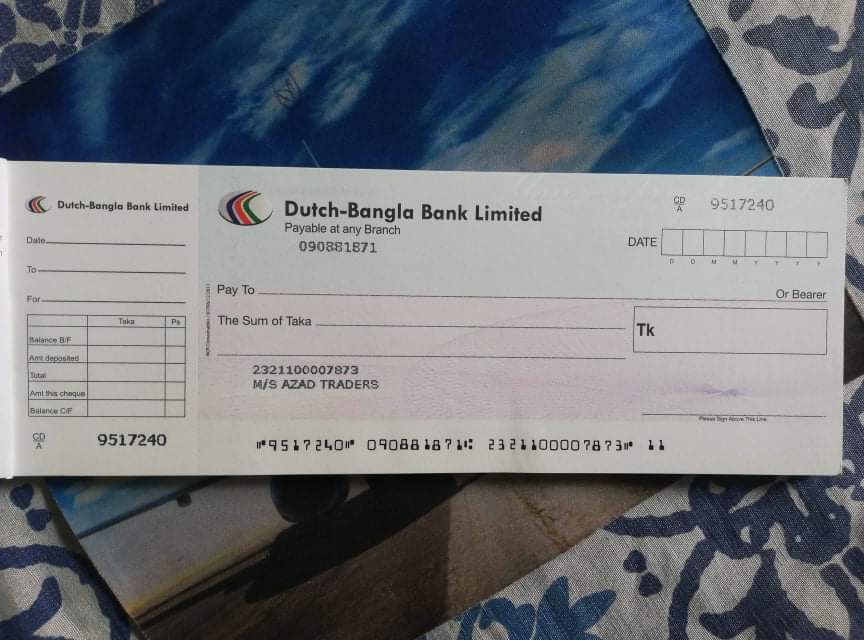 Dutch-Bangla Bank Limited
Date
To
For
Taka Ps
Balance B/F
Amt deposited
Total
Amt this cheque
Balance C/F
CD
A
9517240
Dutch-Bangla Bank Limited
Payable at any Branch
090881871
CD
A
9517240
DATE
D D M M Y Y Y Y
Pay To
Or Bearer
The Sum of Taka
Tk
2321100007873
M/S AZAD TRADERS
Please Sign Above This Line
⑈9517240⑈ 090881871⑆ 2321100007873⑈ 11